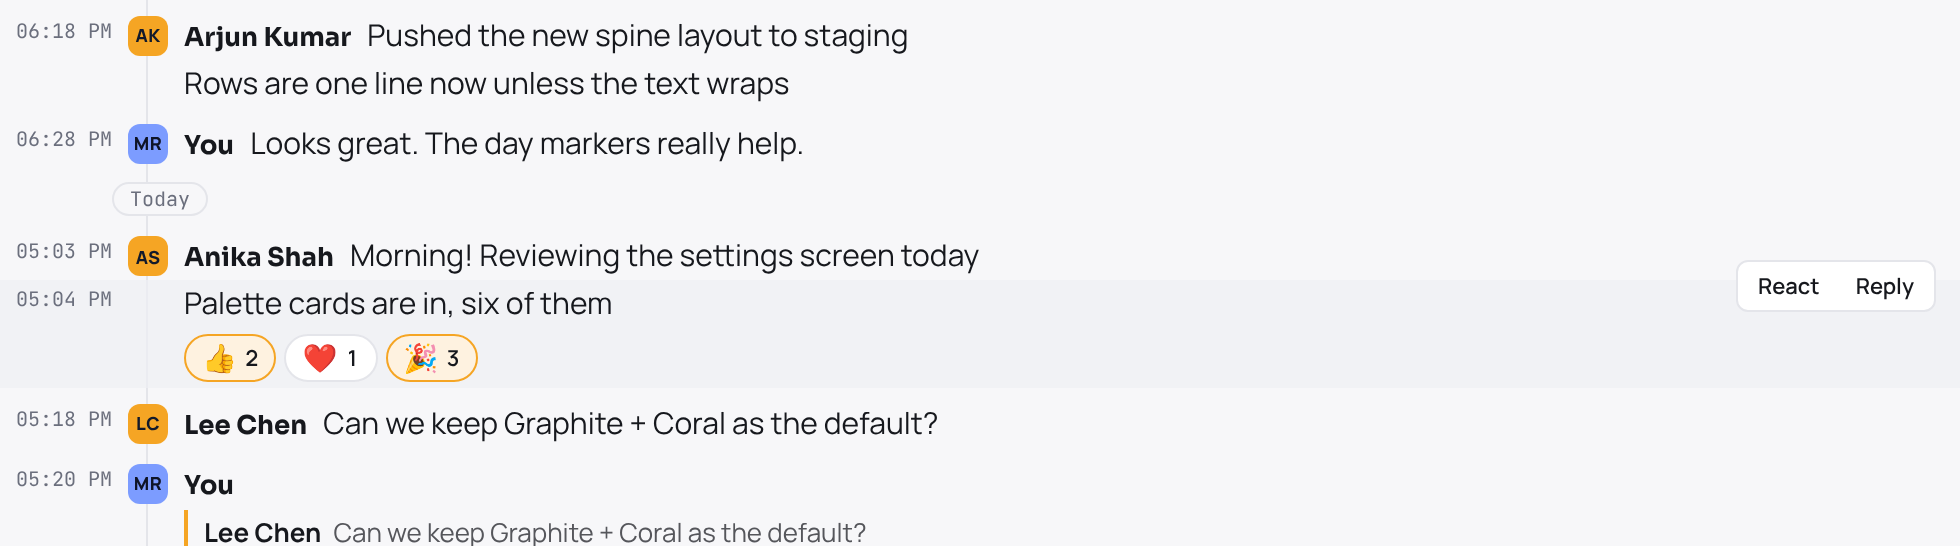 06:18 PM AK Arjun Kumar Pushed the new spine layout to staging
Rows are one line now unless the text wraps
06:28 PM MR You Looks great. The day markers really help.
Today
05:03 PM AS Anika Shah Morning! Reviewing the settings screen today
05:04 PM Palette cards are in, six of them
React Reply
👍 2 ❤️ 1 🎉 3
05:18 PM LC Lee Chen Can we keep Graphite + Coral as the default?
05:20 PM MR You
Lee Chen Can we keep Graphite + Coral as the default?